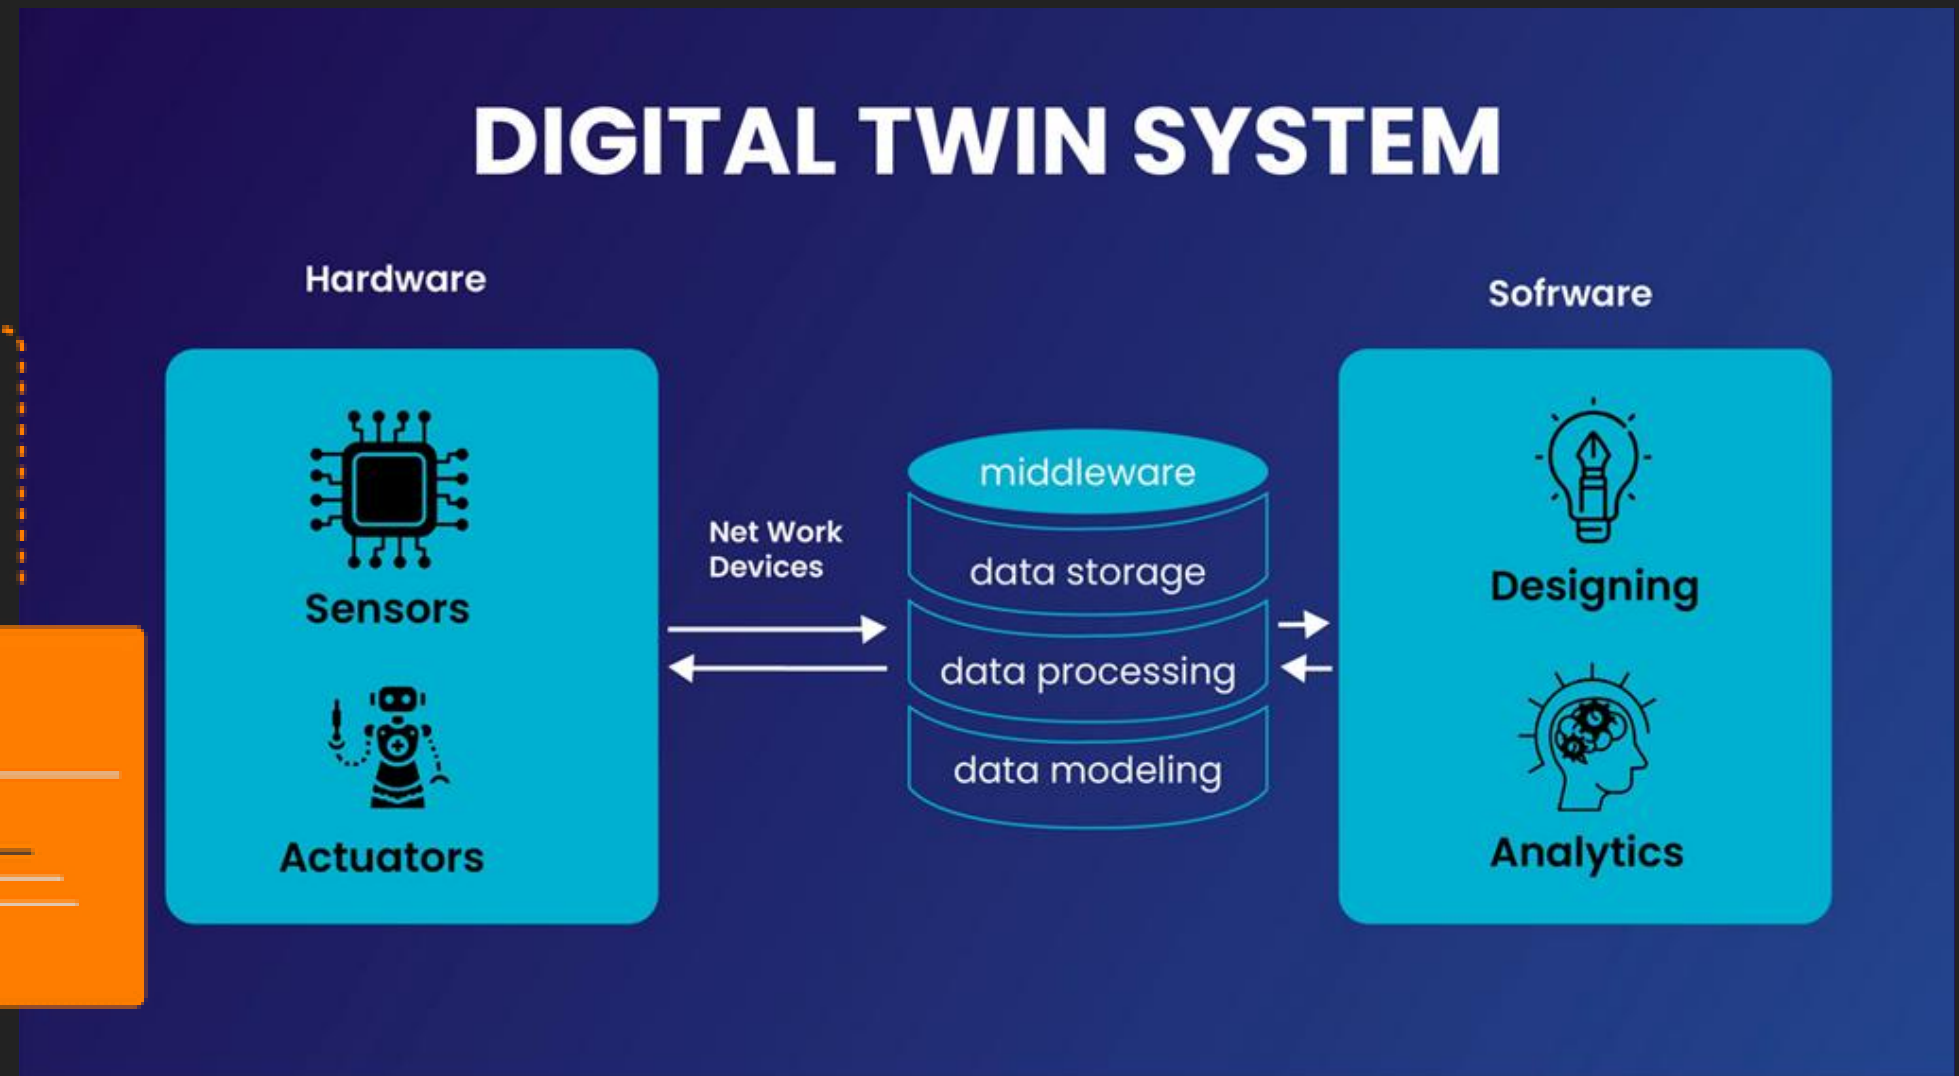 DIGITAL TWIN SYSTEM
Hardware
Sofrware
Sensors
Actuators
Net Work
Devices
middleware
data storage
data processing
data modeling
Designing
Analytics